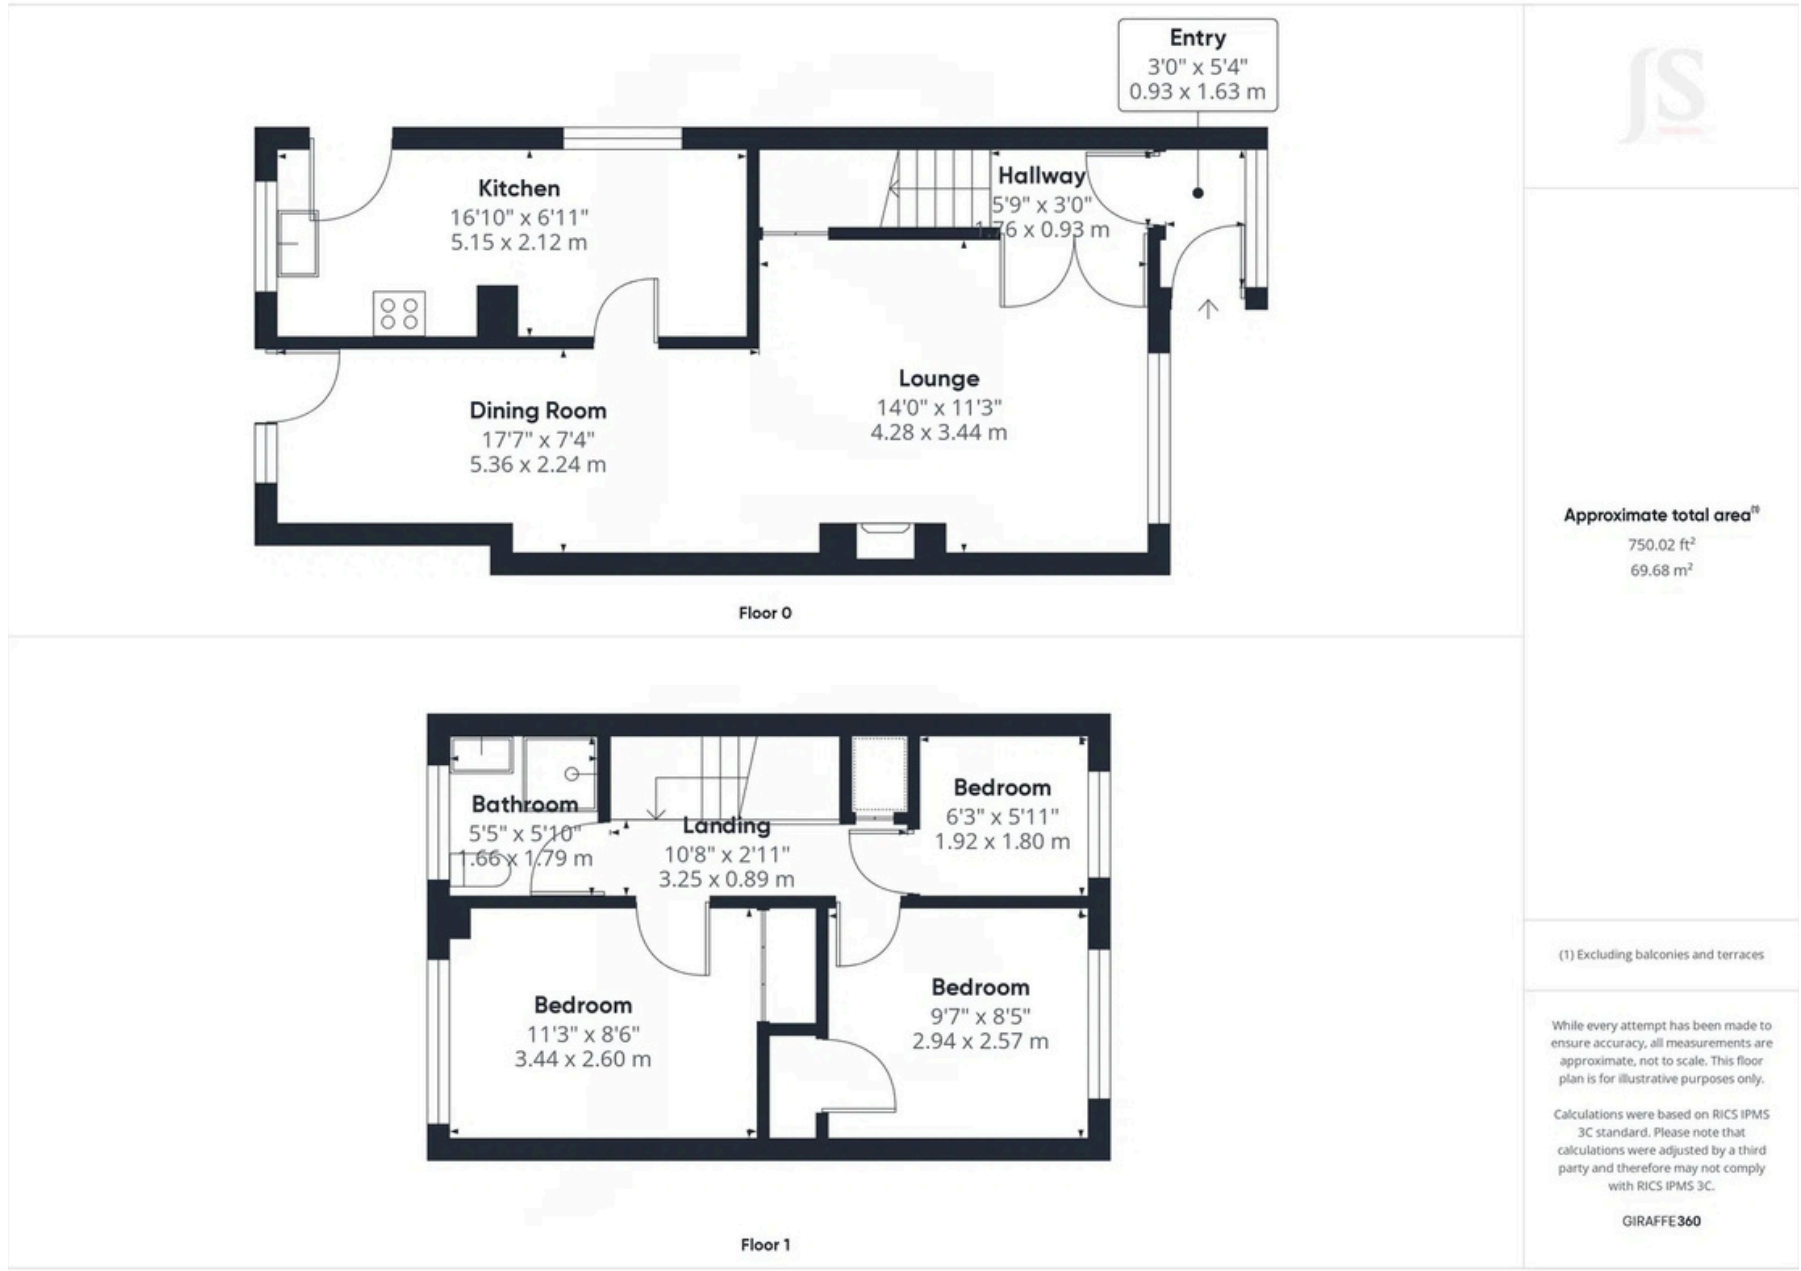 Entry
3'0" x 5'4"
0.93 x 1.63 m
JS
Kitchen
16'10" x 6'11"
5.15 x 2.12 m
Hallway
5'9" x 3'0"
1.76 x 0.93 m
Lounge
14'0" x 11'3"
4.28 x 3.44 m
Dining Room
17'7" x 7'4"
5.36 x 2.24 m
Floor 0
Approximate total area(1)
750.02 ft²
69.68 m²
Bathroom
5'5" x 5'10"
1.66 x 1.79 m
Landing
10'8" x 2'11"
3.25 x 0.89 m
Bedroom
6'3" x 5'11"
1.92 x 1.80 m
Bedroom
11'3" x 8'6"
3.44 x 2.60 m
Bedroom
9'7" x 8'5"
2.94 x 2.57 m
Floor 1
(1) Excluding balconies and terraces
While every attempt has been made to
ensure accuracy, all measurements are
approximate, not to scale. This floor
plan is for illustrative purposes only.
Calculations were based on RICS IPMS
3C standard. Please note that
calculations were adjusted by a third
party and therefore may not comply
with RICS IPMS 3C.
GIRAFFE360